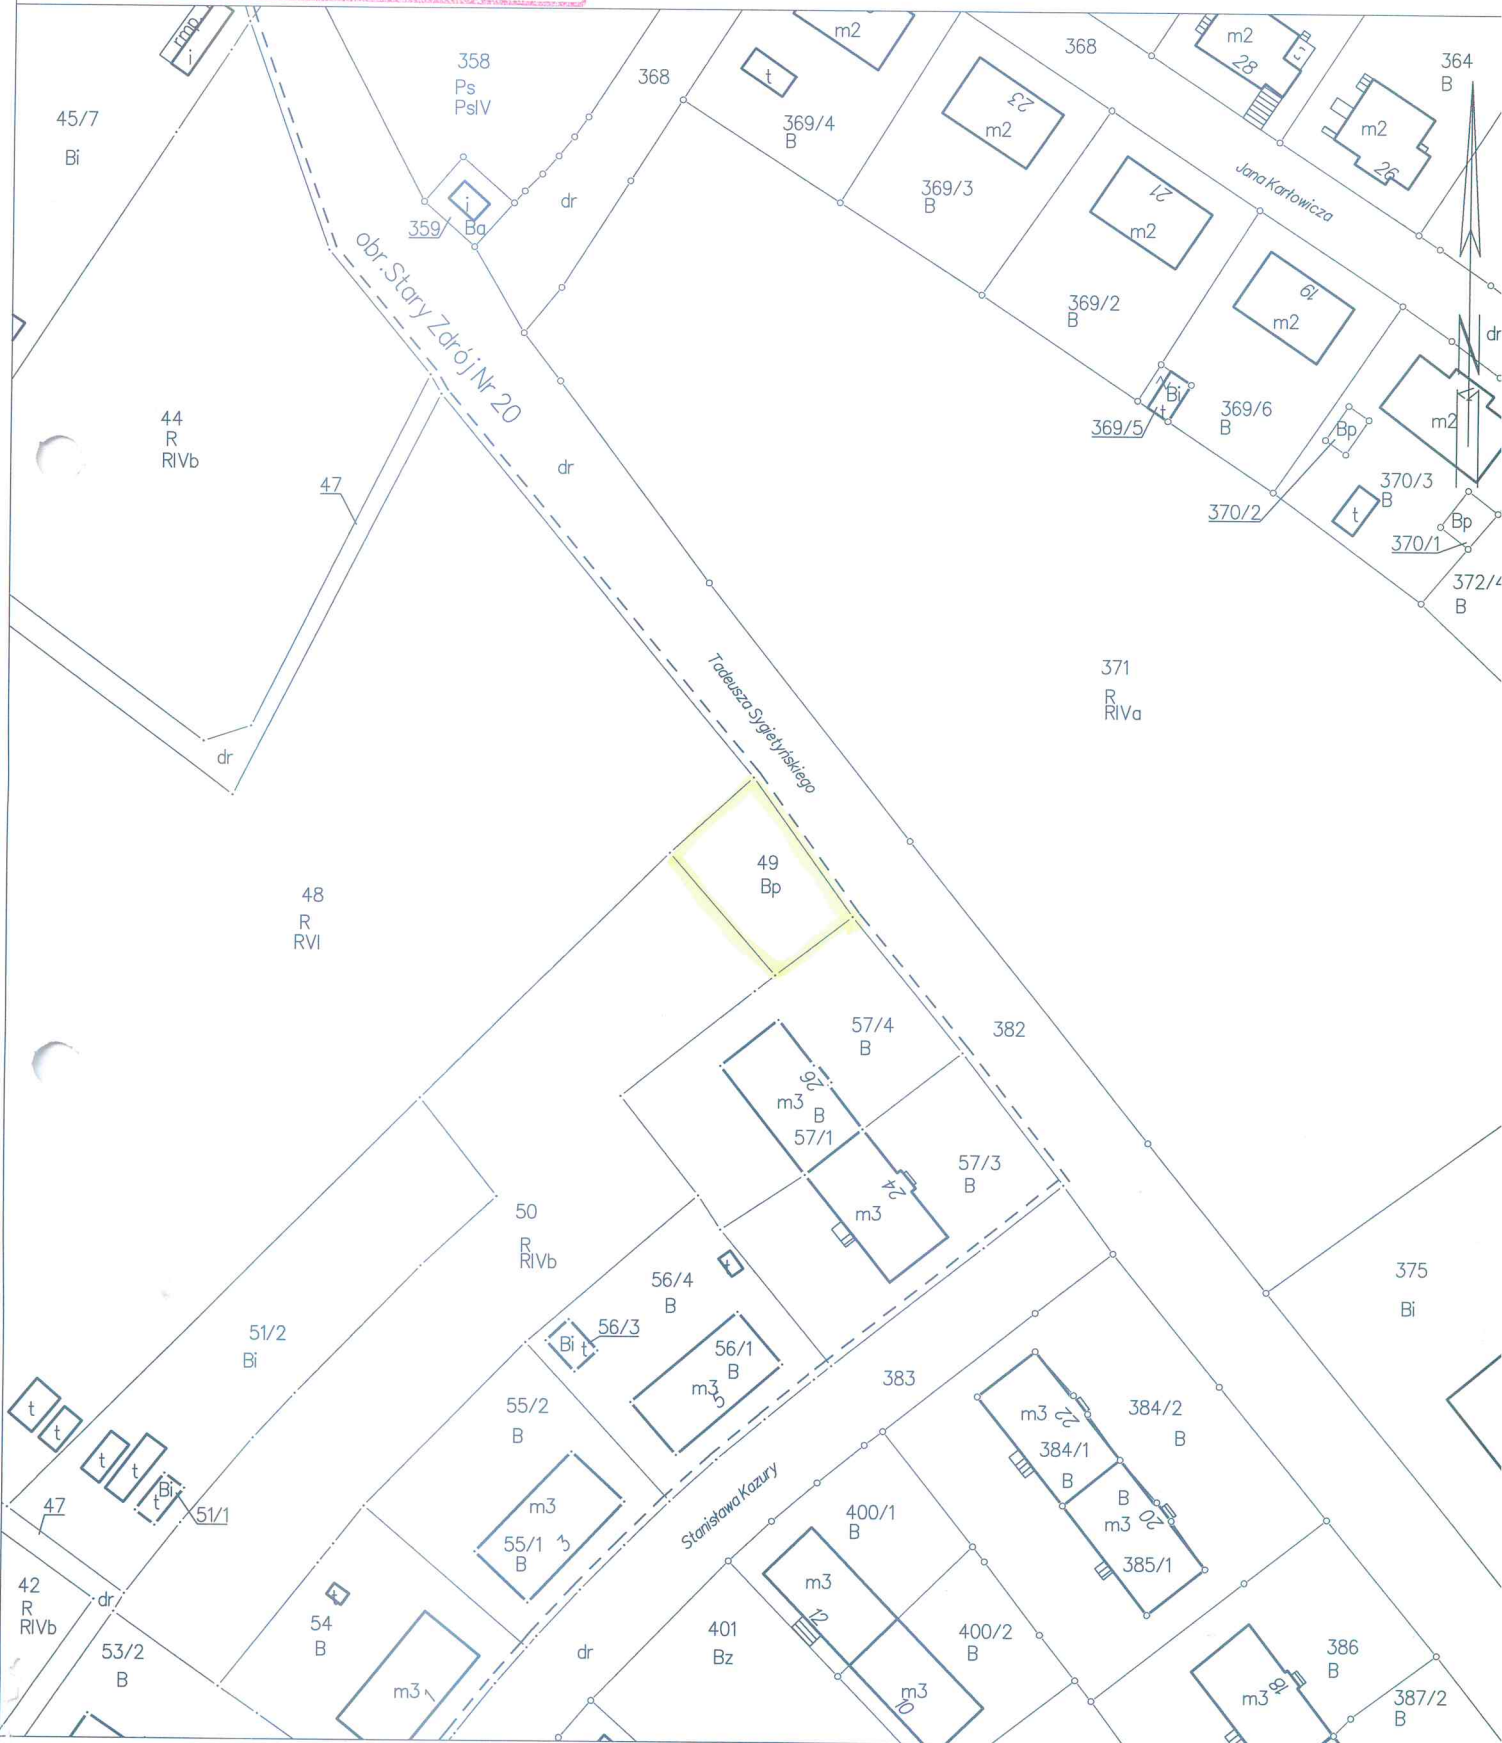 rmp.
i
m2
m2
28
358
Ps
PsIV
368
t
368
364
B
45/7
Bi
369/4
B
23
m2
m2
26
Jana Karłowicza
369/3
B
21
m2
i
dr
359
Ba
obr. Stary Zdrój Nr 20
369/2
B
19
m2
dr
44
R
RIVb
2
Bi
t
369/5
369/6
B
Bp
m2
dr
47
370/2
370/3
B
t
Bp
370/1
372/4
B
Tadeusza Sygietyńskiego
371
R
RIVa
dr
49
Bp
48
R
RVI
57/4
B
382
26
m3
B
57/1
57/3
B
24
m3
50
R
RIVb
56/4
B
t
375
Bi
51/2
Bi
56/3
Bi
t
56/1
B
m3
5
383
55/2
B
m3
22
384/2
B
384/1
B
t
t
t
t
Bi
t
51/1
47
Stanisława Kazury
m3
55/1
B
3
400/1
B
B
20
m3
385/1
42
R
RIVb
dr
t
54
B
m3
12
53/2
B
dr
401
Bz
400/2
B
386
B
m3
1
m3
10
18
m3
387/2
B